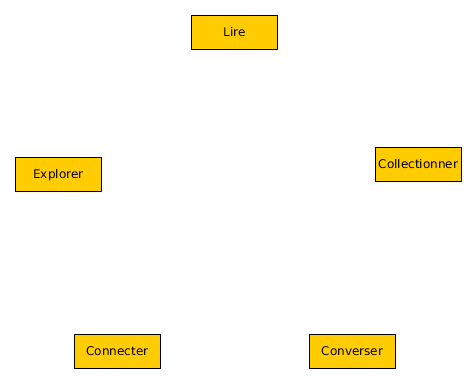 Lire
Collectionner
Explorer
Connecter
Converser